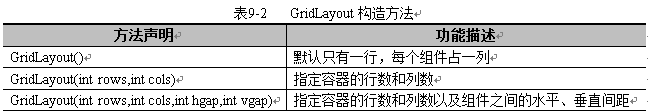 表9-2 GridLayout 构造方法
方法声明 功能描述
GridLayout() 默认只有一行，每个组件占一列
GridLayout(int rows,int cols) 指定容器的行数和列数
GridLayout(int rows,int cols,int hgap,int vgap) 指定容器的行数和列数以及组件之间的水平、垂直间距